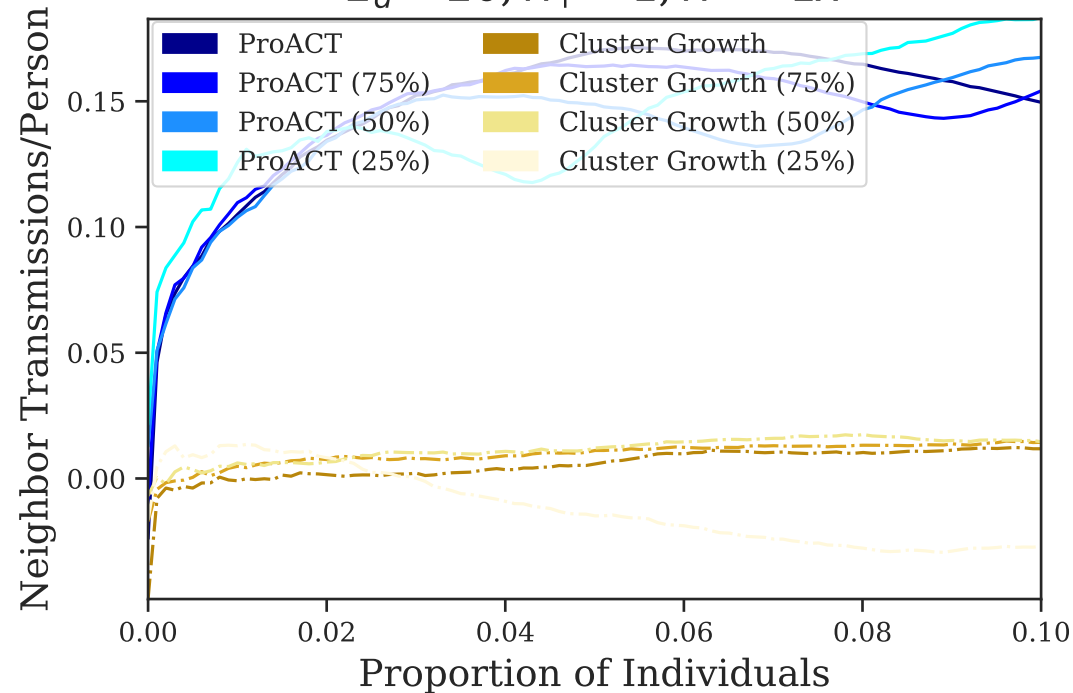 ProACT
ProACT (75%)
ProACT (50%)
ProACT (25%)
Cluster Growth
Cluster Growth (75%)
Cluster Growth (50%)
Cluster Growth (25%)
Neighbor Transmissions/Person
0.15
0.10
0.05
0.00
0.00 0.02 0.04 0.06 0.08 0.10
Proportion of Individuals